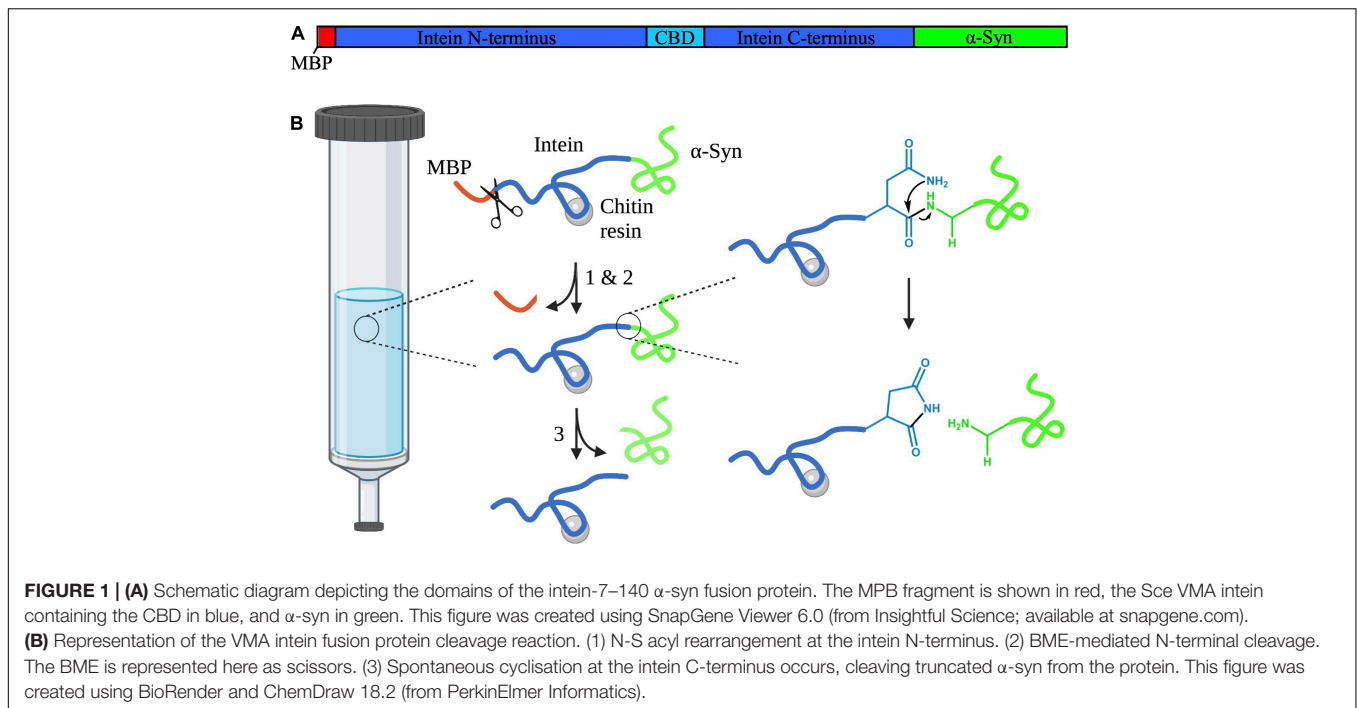 A
MBP
Intein N-terminus
CBD
Intein C-terminus
α-Syn
B
MBP
Intein
α-Syn
Chitin
resin
1 & 2
3
O
NH₂
H
N
O
H
O
NH
O
H₂N
H
FIGURE 1 | (A) Schematic diagram depicting the domains of the intein-7–140 α-syn fusion protein. The MPB fragment is shown in red, the Sce VMA intein
containing the CBD in blue, and α-syn in green. This figure was created using SnapGene Viewer 6.0 (from Insightful Science; available at snapgene.com).
(B) Representation of the VMA intein fusion protein cleavage reaction. (1) N-S acyl rearrangement at the intein N-terminus. (2) BME-mediated N-terminal cleavage.
The BME is represented here as scissors. (3) Spontaneous cyclisation at the intein C-terminus occurs, cleaving truncated α-syn from the protein. This figure was
created using BioRender and ChemDraw 18.2 (from PerkinElmer Informatics).